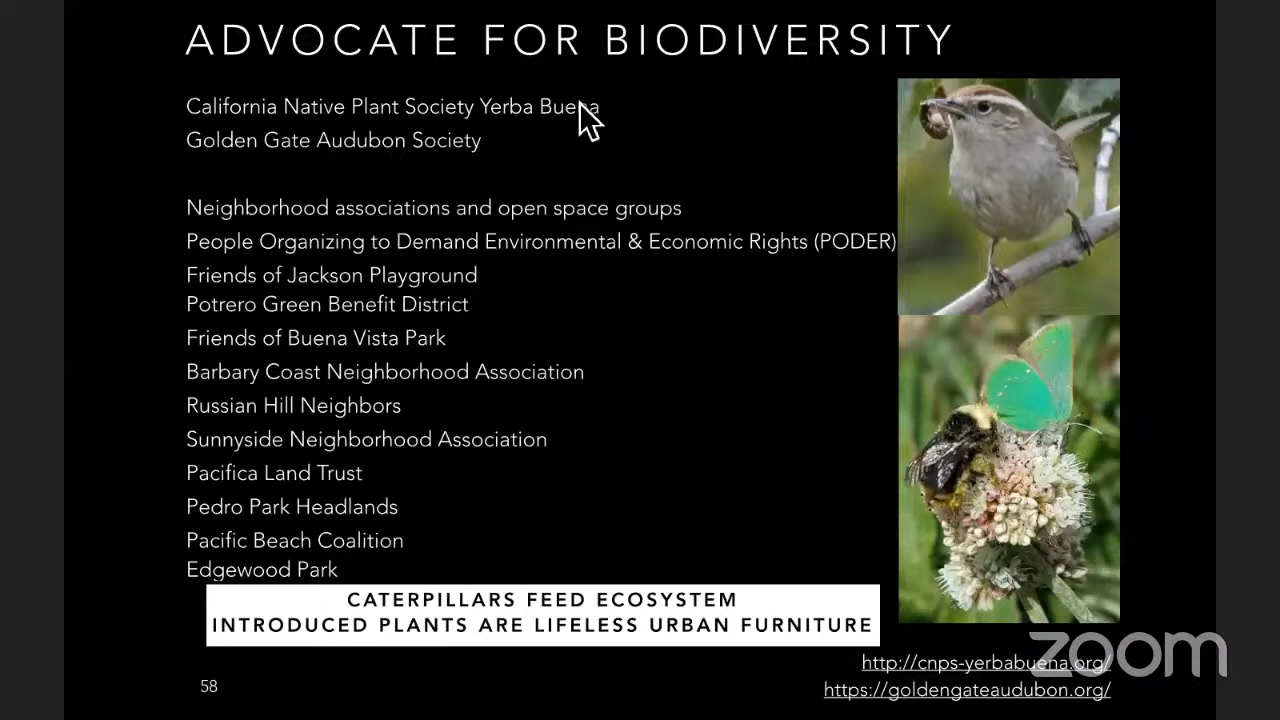 ADVOCATE FOR BIODIVERSITY
California Native Plant Society Yerba Buena
Golden Gate Audubon Society
Neighborhood associations and open space groups
People Organizing to Demand Environmental & Economic Rights (PODER)
Friends of Jackson Playground
Potrero Green Benefit District
Friends of Buena Vista Park
Barbary Coast Neighborhood Association
Russian Hill Neighbors
Sunnyside Neighborhood Association
Pacifica Land Trust
Pedro Park Headlands
Pacific Beach Coalition
Edgewood Park
CATERPILLARS FEED ECOSYSTEM
INTRODUCED PLANTS ARE LIFELESS URBAN FURNITURE
http://cnps-yerbabuena.org/
https://goldengateaudubon.org/
58
zoom